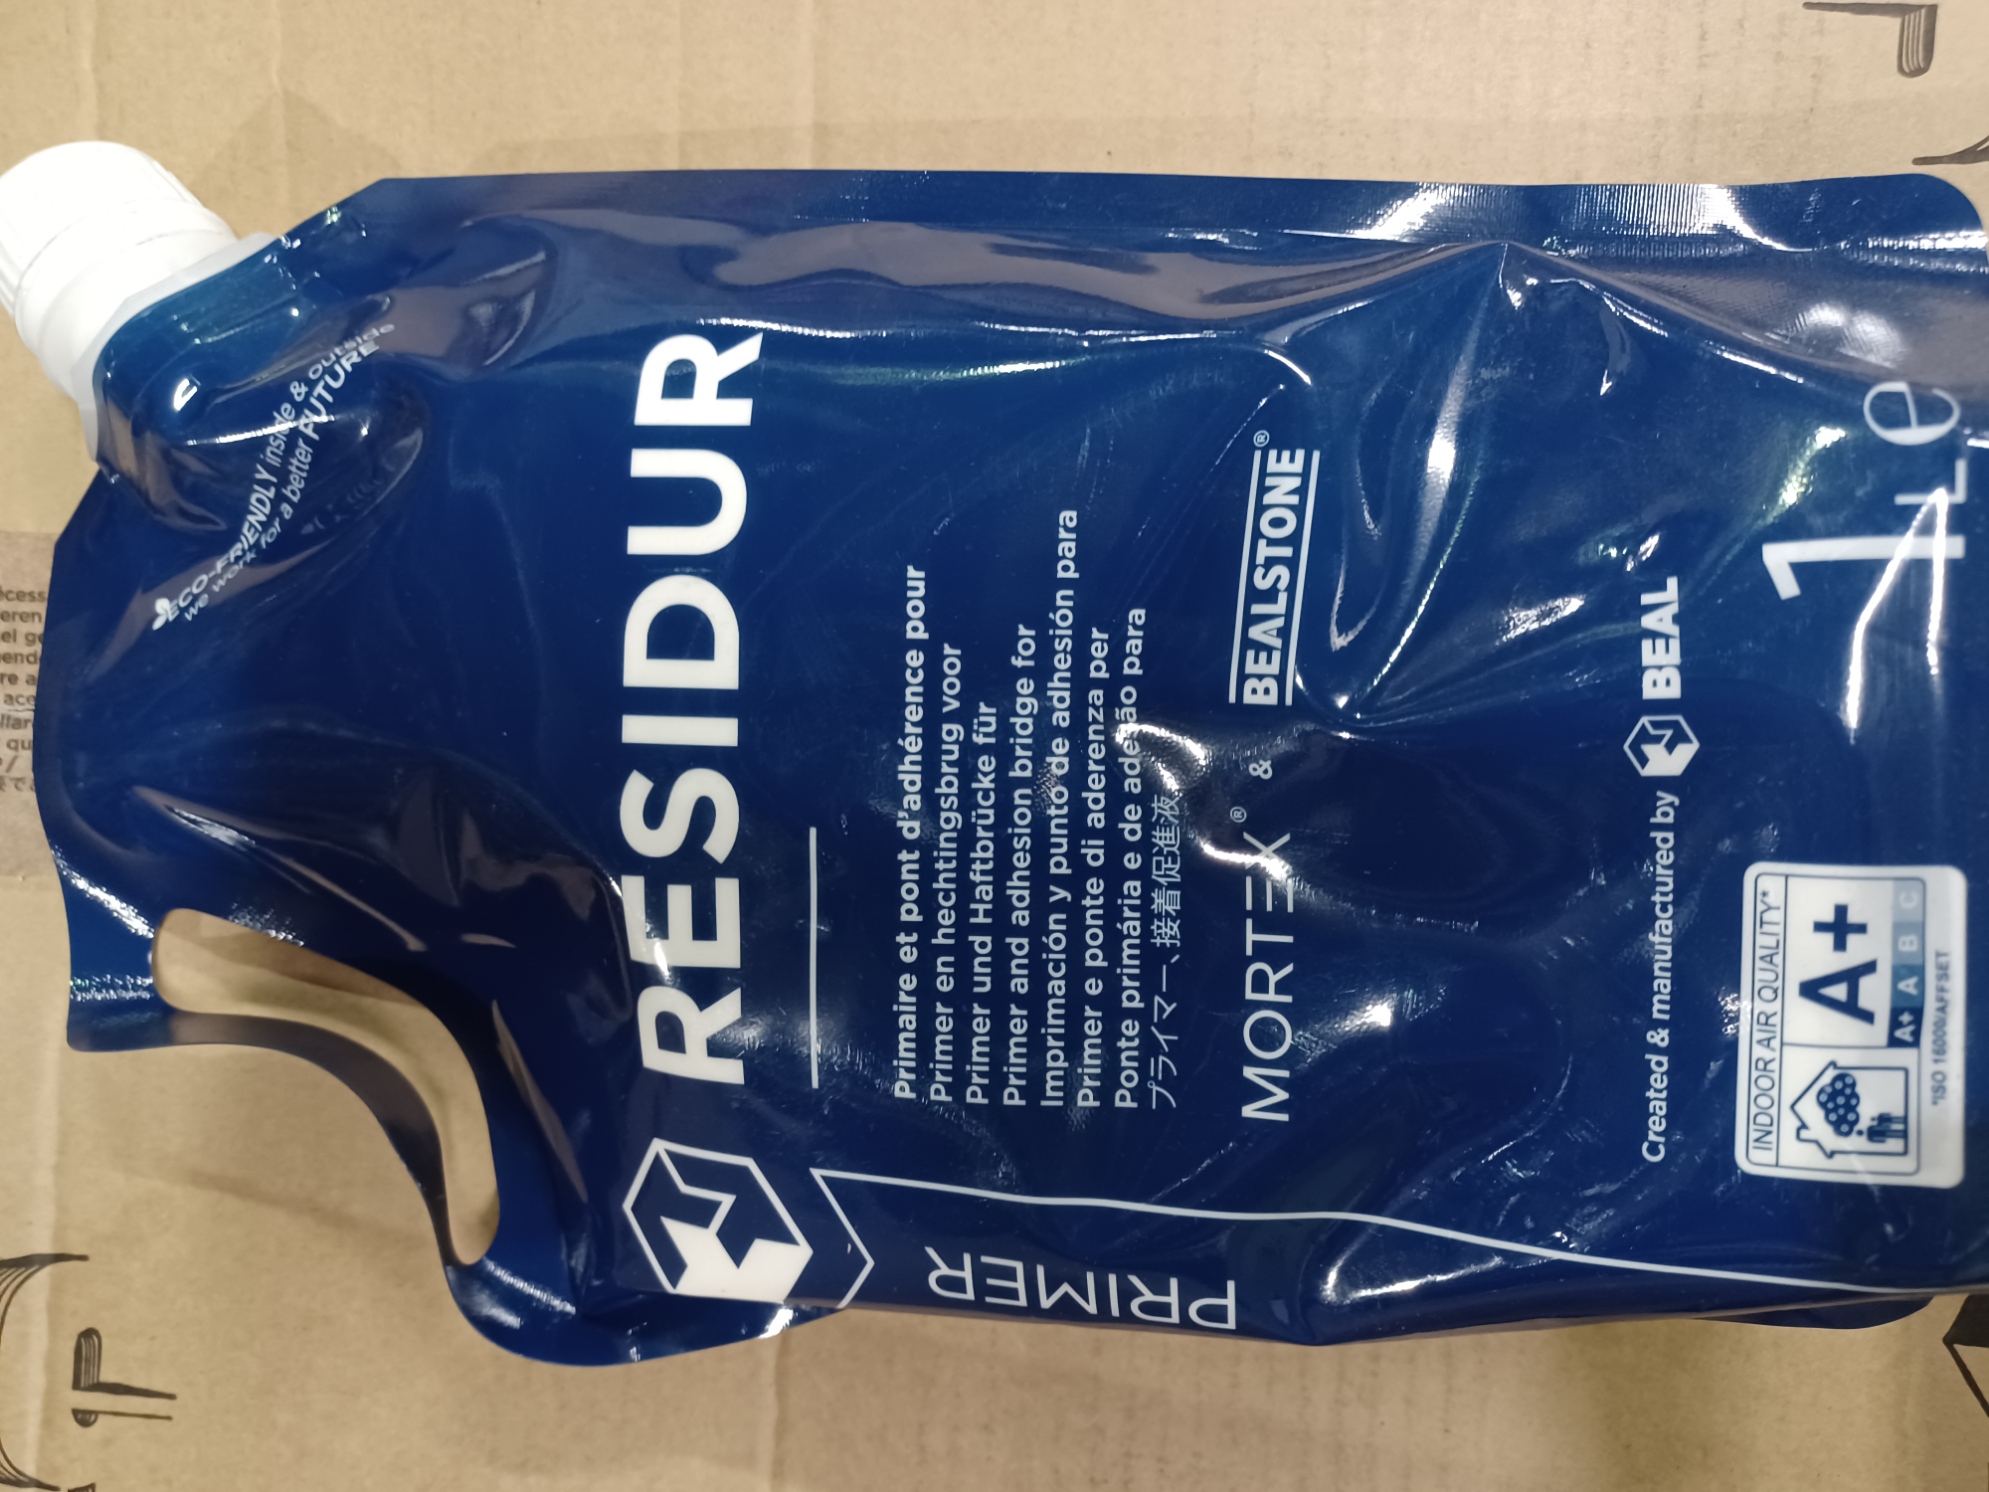 ECO-FRIENDLY inside & outside
we work for a better FUTURE
RESIDUR
Primaire et pont d'adhérence pour
Primer en hechtingsbrug voor
Primer und Haftbrücke für
Primer and adhesion bridge for
Imprimación y punto de adhesión para
Primer e ponte di aderenza per
Ponte primária e de adesão para
プライマー、接着促進液
MORTEX® & BEALSTONE®
PRIMER
Created & manufactured by BEAL
INDOOR AIR QUALITY*
A+
A+ A B C
*ISO 16000/AFFSET
1L e